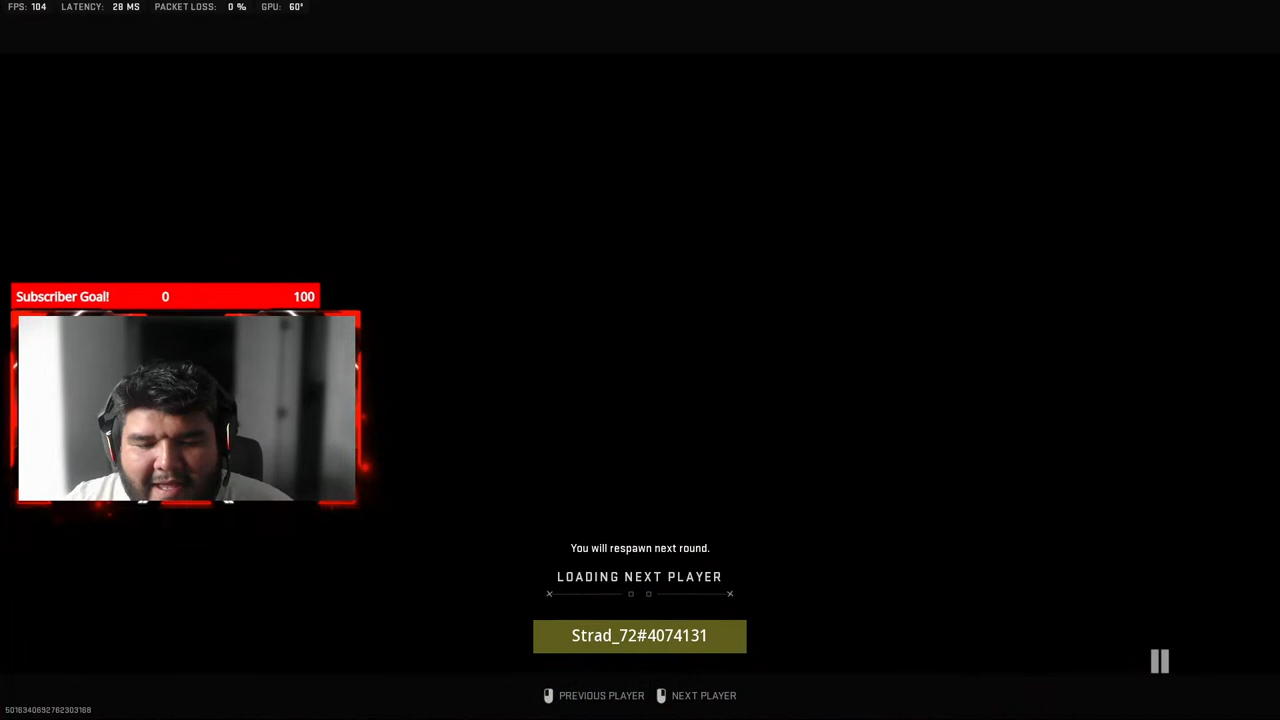 FPS: 104 LATENCY: 28 MS PACKET LOSS: 0 % GPU: 60°
Subscriber Goal! 0 100
You will respawn next round.
LOADING NEXT PLAYER
Strad_72#4074131
PREVIOUS PLAYER NEXT PLAYER
5016340692762303168